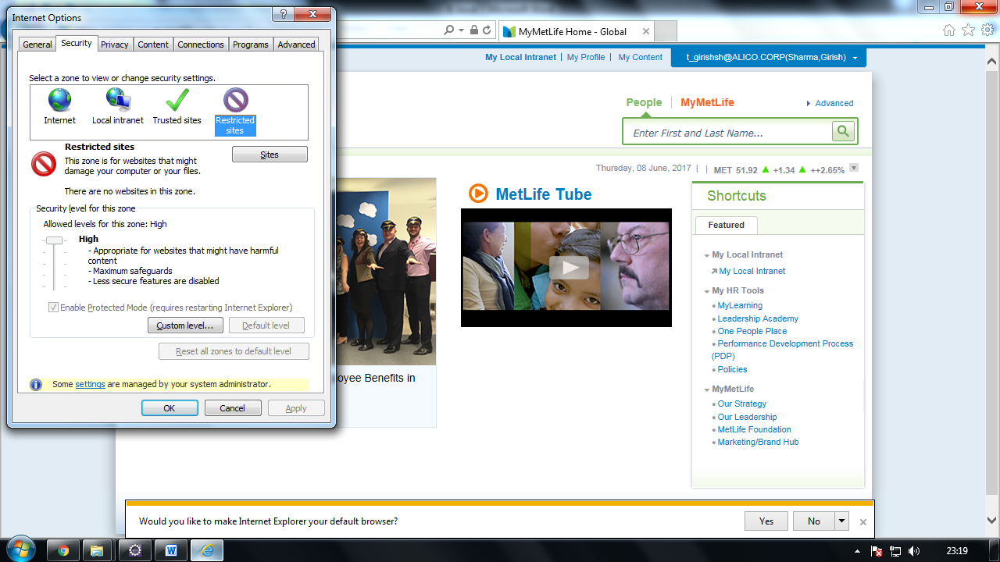 Internet Options
General Security Privacy Content Connections Programs Advanced
Select a zone to view or change security settings.
Internet Local intranet Trusted sites Restricted
sites
Restricted sites
This zone is for websites that might
damage your computer or your files.
Sites
There are no websites in this zone.
Security level for this zone
Allowed levels for this zone: High
High
- Appropriate for websites that might have harmful
content
- Maximum safeguards
- Less secure features are disabled
Enable Protected Mode (requires restarting Internet Explorer)
Custom level... Default level
Reset all zones to default level
Some settings are managed by your system administrator.
OK Cancel Apply
MyMetLife Home - Global
My Local Intranet | My Profile | My Content t_girishsh@ALICO.CORP(Sharma,Girish)
People MyMetLife Advanced
Enter First and Last Name...
Thursday, 08 June, 2017 | | MET 51.92 +1.34 ++2.65%
MetLife Tube
oyee Benefits in
Shortcuts
Featured
My Local Intranet
My Local Intranet
My HR Tools
MyLearning
Leadership Academy
One People Place
Performance Development Process
(PDP)
Policies
MyMetLife
Our Strategy
Our Leadership
MetLife Foundation
Marketing/Brand Hub
Would you like to make Internet Explorer your default browser? Yes No
23:19